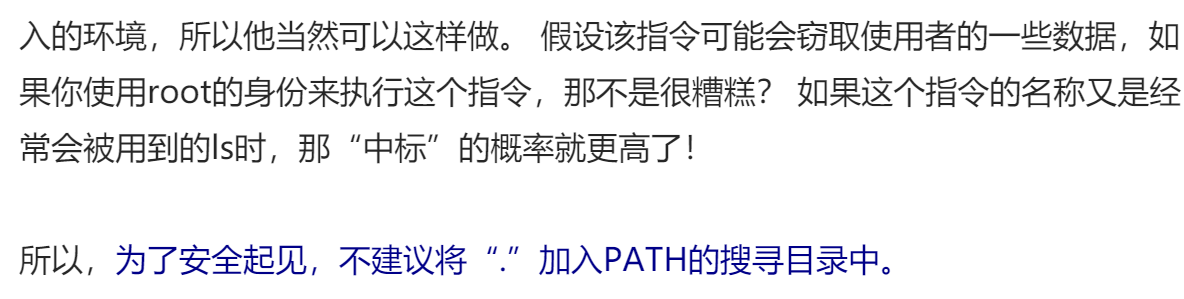 入的环境，所以他当然可以这样做。 假设该指令可能会窃取使用者的一些数据，如
果你使用root的身份来执行这个指令，那不是很糟糕？ 如果这个指令的名称又是经
常会被用到的ls时，那“中标”的概率就更高了！
所以，为了安全起见，不建议将“.”加入PATH的搜寻目录中。